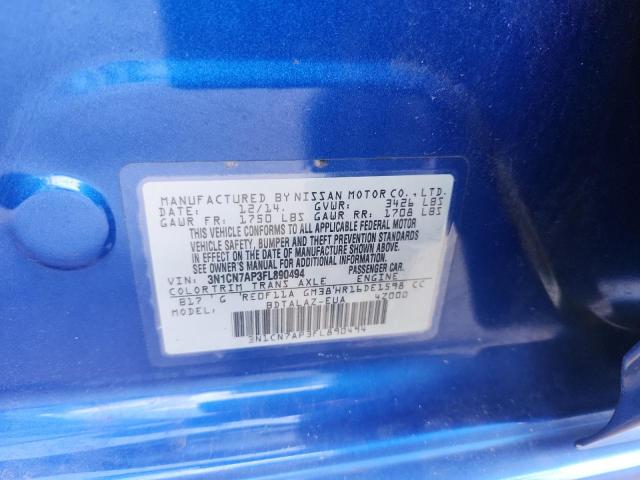 MANUFACTURED BY NISSAN MOTOR CO., LTD.
DATE: 12/14. GVWR: 3426 LBS
GAWR FR: 1750 LBS GAWR RR: 1708 LBS
THIS VEHICLE CONFORMS TO ALL APPLICABLE FEDERAL MOTOR
VEHICLE SAFETY, BUMPER AND THEFT PREVENTION STANDARDS
IN EFFECT ON THE DATE OF MANUFACTURE SHOWN ABOVE.
SEE OWNER'S MANUAL FOR ADDITIONAL INFORMATION.
VIN: 3N1CN7AP3FL890494 PASSENGER CAR
COLOR TRIM TRANS AXLE ENGINE
B17 G RE0F11A GM38 HR16DE1598 CC
MODEL: BDTALAZ-EUA 4Z000
3N1CN7AP3FL890494